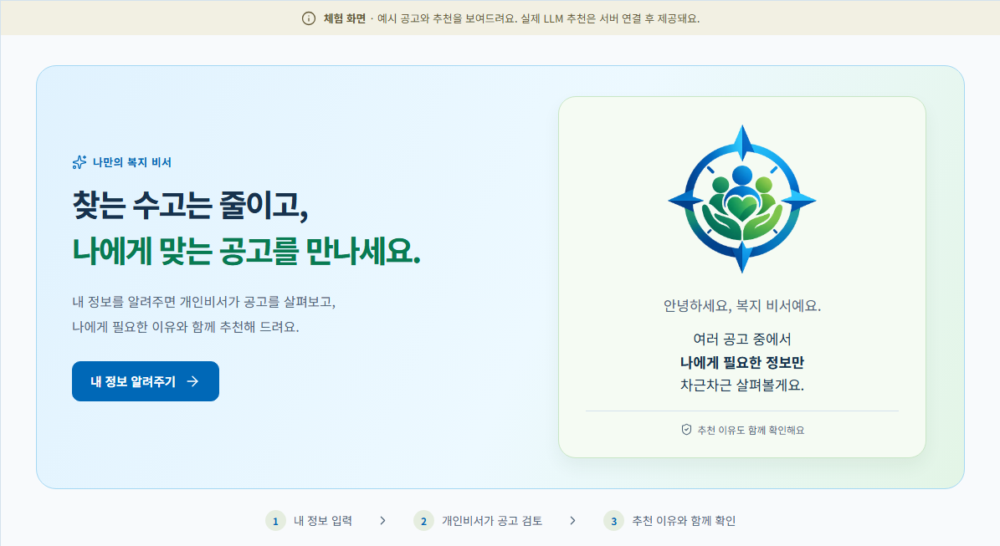 체험 화면 · 예시 공고와 추천을 보여드려요. 실제 LLM 추천은 서버 연결 후 제공돼요.
나만의 복지 비서
찾는 수고는 줄이고,
나에게 맞는 공고를 만나세요.
내 정보를 알려주면 개인비서가 공고를 살펴보고,
나에게 필요한 이유와 함께 추천해 드려요.
내 정보 알려주기
안녕하세요, 복지 비서예요.
여러 공고 중에서
나에게 필요한 정보만
차근차근 살펴볼게요.
추천 이유도 함께 확인해요
1 내 정보 입력 > 2 개인비서가 공고 검토 > 3 추천 이유와 함께 확인